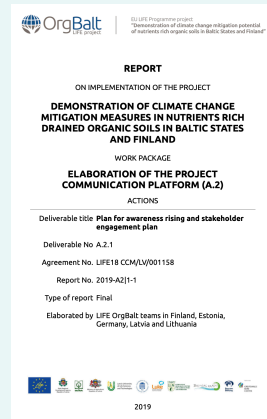 OrgBalt
LIFE project
EU LIFE Programme project
"Demonstration of climate change mitigation potential
of nutrients rich organic soils in Baltic States and Finland"
REPORT
ON IMPLEMENTATION OF THE PROJECT
DEMONSTRATION OF CLIMATE CHANGE
MITIGATION MEASURES IN NUTRIENTS RICH
DRAINED ORGANIC SOILS IN BALTIC STATES
AND FINLAND
WORK PACKAGE
ELABORATION OF THE PROJECT
COMMUNICATION PLATFORM (A.2)
ACTIONS
Deliverable title Plan for awareness rising and stakeholder
engagement plan
Deliverable No A.2.1
Agreement No. LIFE18 CCM/LV/001158
Report No. 2019-A2|1-1
Type of report Final
Elaborated by LIFE OrgBalt teams in Finland, Estonia,
Germany, Latvia and Lithuania
2019